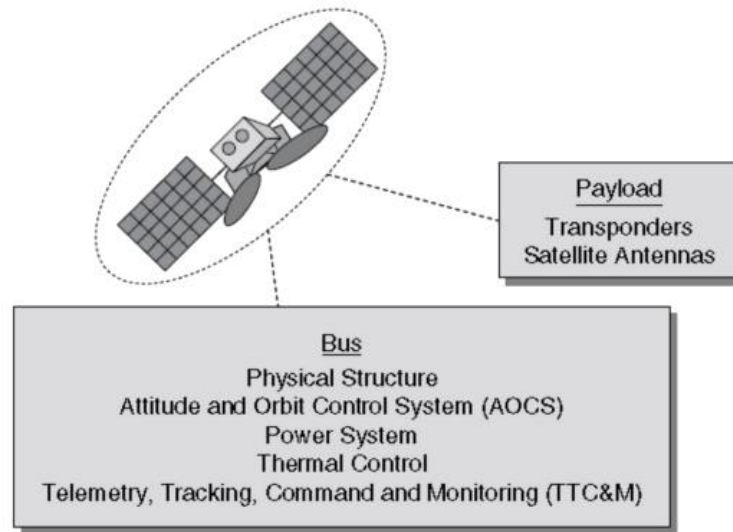 Payload
Transponders
Satellite Antennas
Bus
Physical Structure
Attitude and Orbit Control System (AOCS)
Power System
Thermal Control
Telemetry, Tracking, Command and Monitoring (TTC&M)